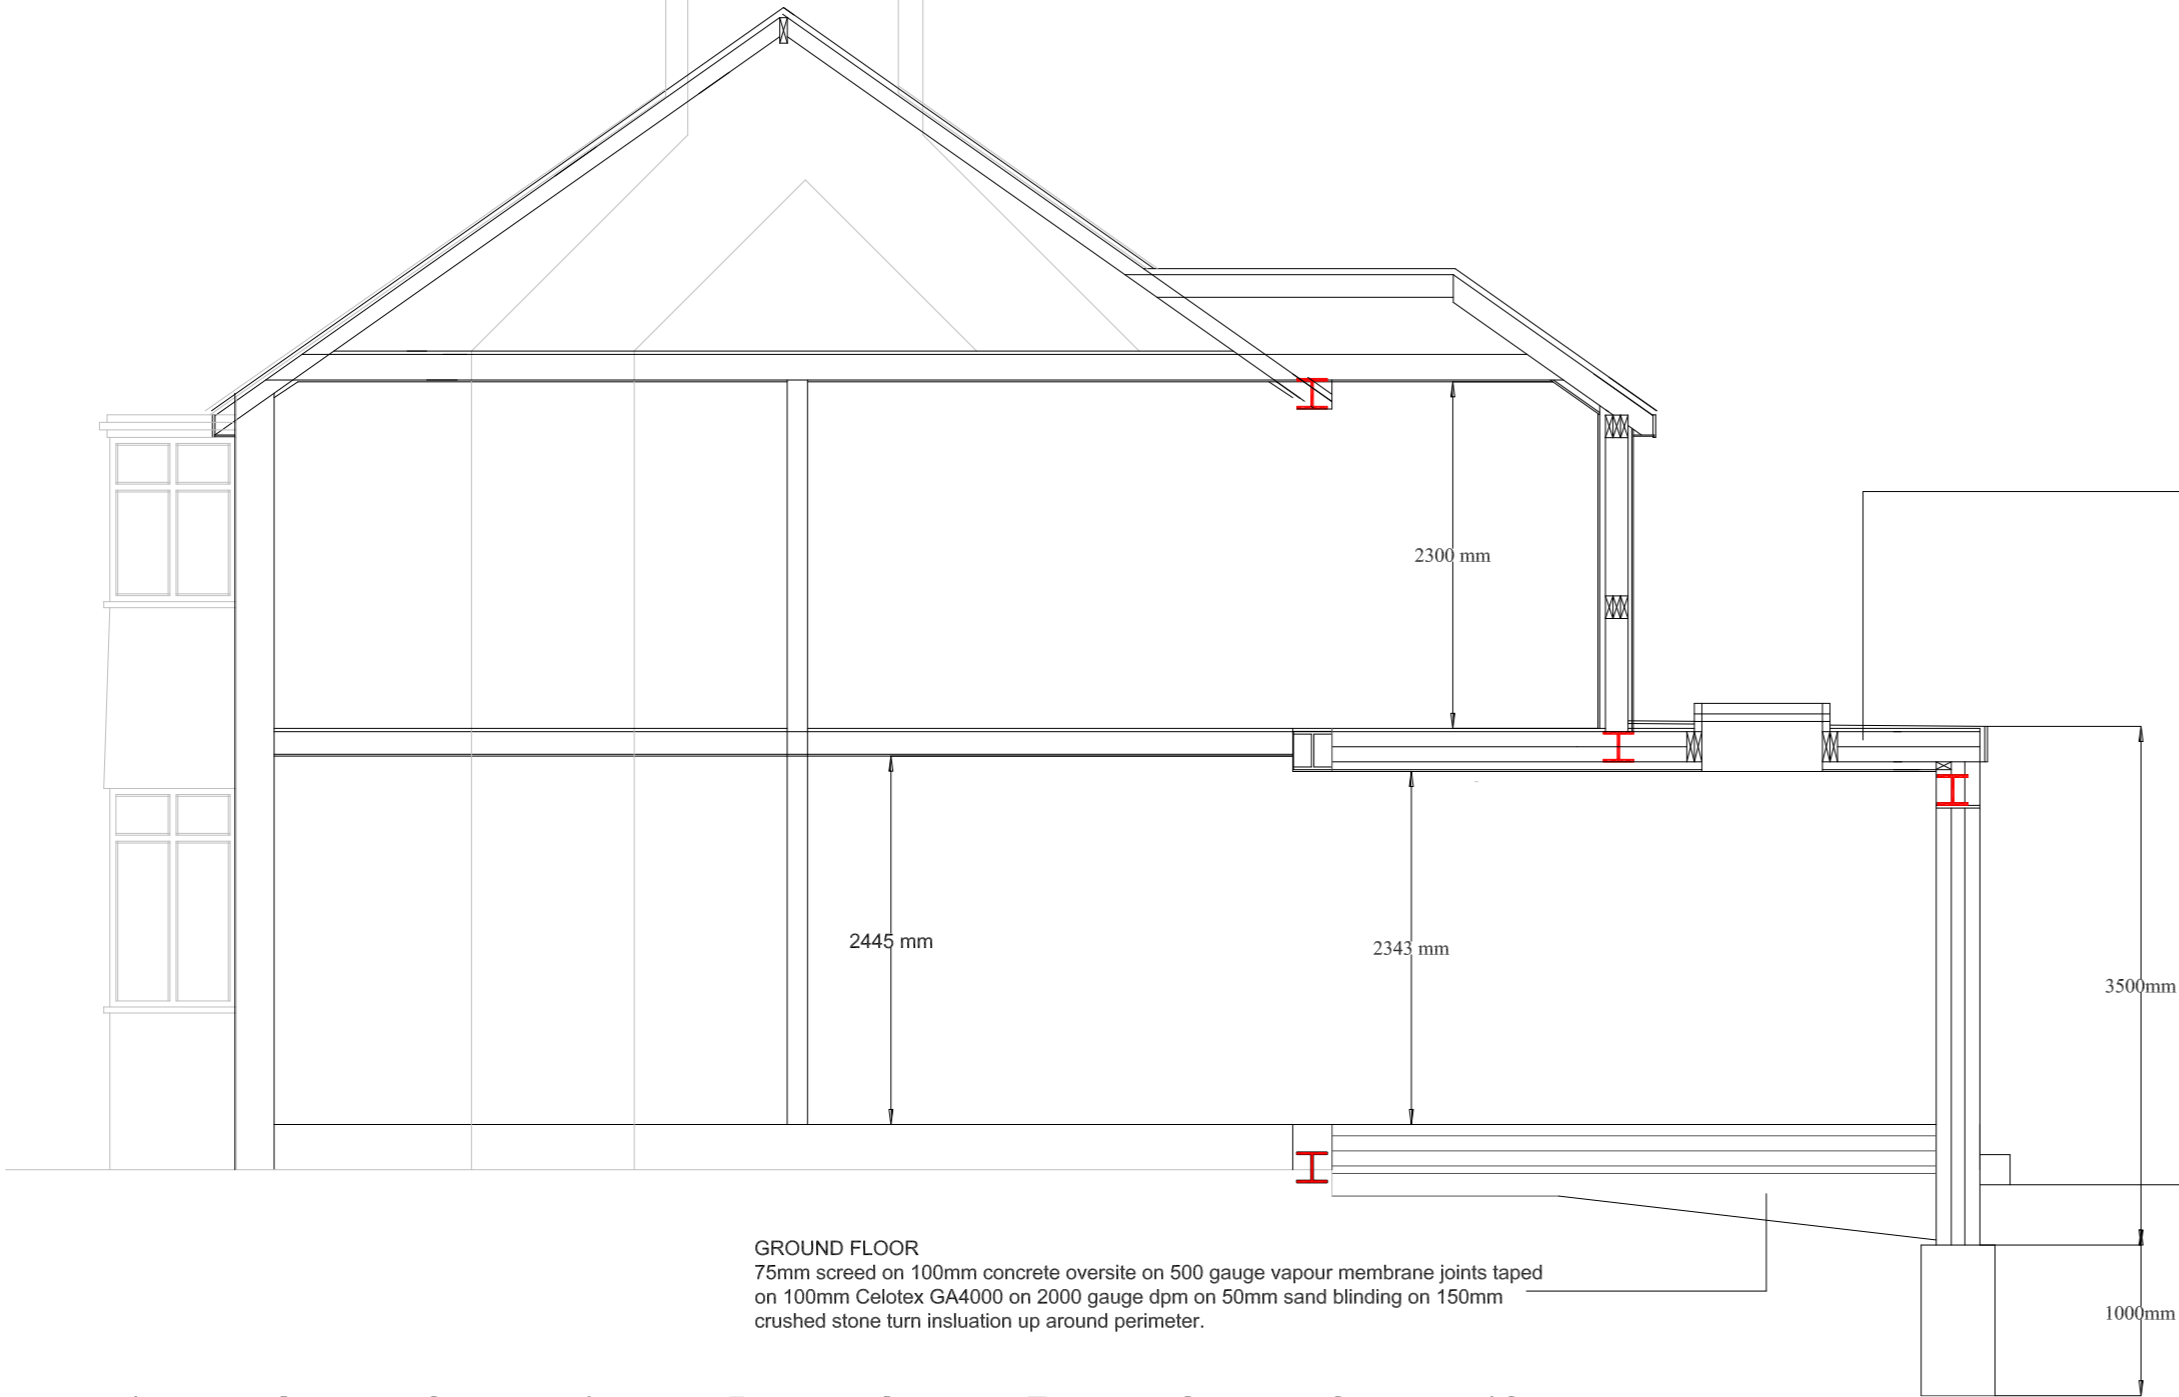 2300 mm
2445 mm
2343 mm
3500mm
GROUND FLOOR
75mm screed on 100mm concrete oversite on 500 gauge vapour membrane joints taped
on 100mm Celotex GA4000 on 2000 gauge dpm on 50mm sand blinding on 150mm
crushed stone turn insluation up around perimeter.
1000mm